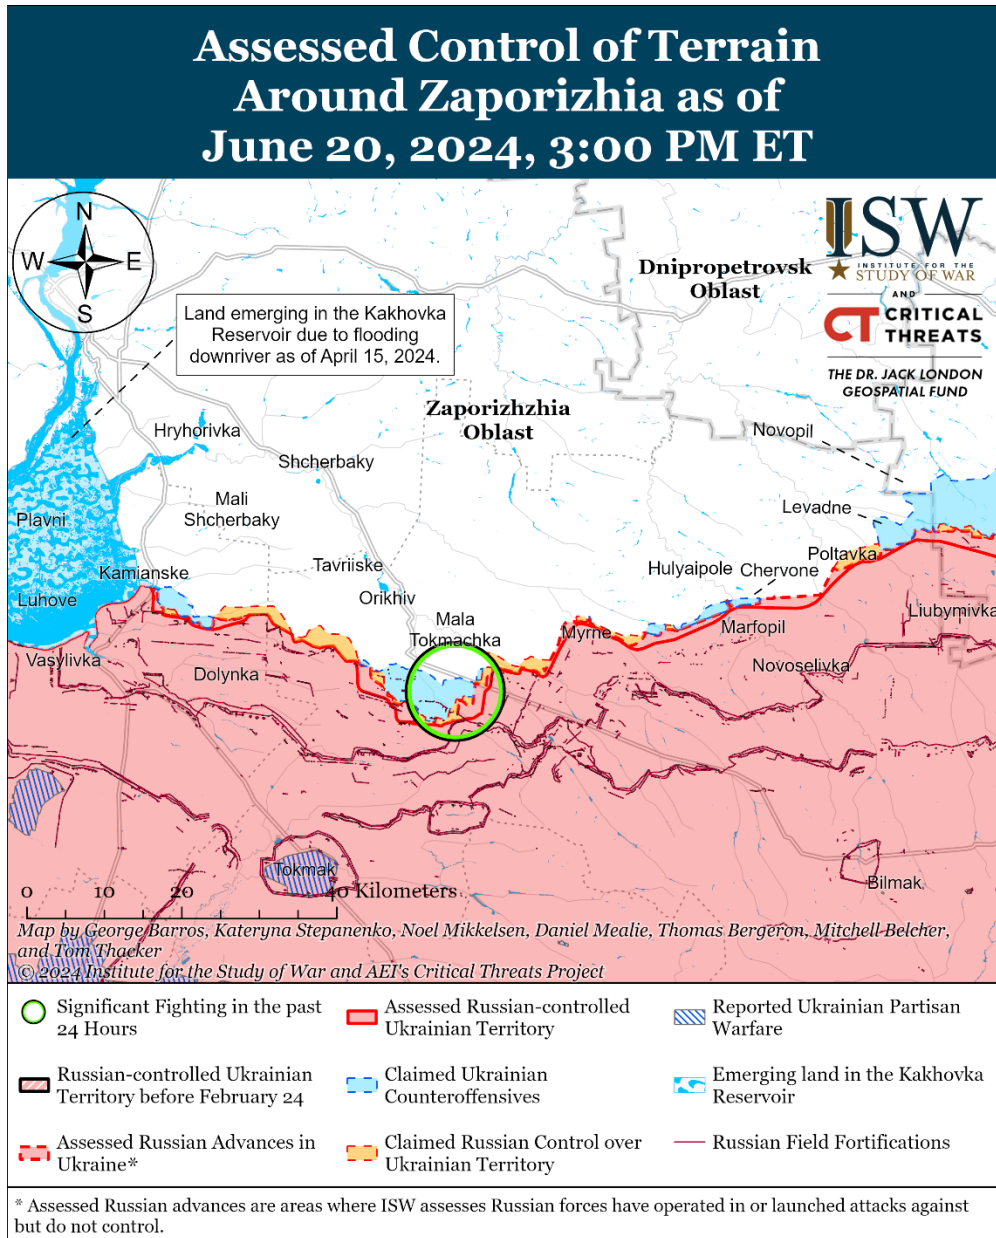 Assessed Control of Terrain
Around Zaporizhia as of
June 20, 2024, 3:00 PM ET
N
W
E
S
ISW
INSTITUTE FOR THE
STUDY OF WAR
AND
CT CRITICAL
THREATS
THE DR. JACK LONDON
GEOSPATIAL FUND
Dnipropetrovsk
Oblast
Land emerging in the Kakhovka
Reservoir due to flooding
downriver as of April 15, 2024.
Zaporizhzhia
Oblast
Hryhorivka
Novopil
Shcherbaky
Mali
Shcherbaky
Levadne
Plavni
Poltavka
Kamianske
Tavriiske
Hulyaipole
Chervone
Luhove
Orikhiv
Liubymivka
Mala
Tokmachka
Myrne
Marfopil
Vasylivka
Dolynka
Novoselivka
Tokmak
Bilmak
0 10 20 40 Kilometers
Map by George Barros, Kateryna Stepanenko, Noel Mikkelsen, Daniel Mealie, Thomas Bergeron, Mitchell Belcher,
and Tom Thacker
© 2024 Institute for the Study of War and AEI's Critical Threats Project
Significant Fighting in the past
24 Hours
Assessed Russian-controlled
Ukrainian Territory
Reported Ukrainian Partisan
Warfare
Russian-controlled Ukrainian
Territory before February 24
Claimed Ukrainian
Counteroffensives
Emerging land in the Kakhovka
Reservoir
Assessed Russian Advances in
Ukraine*
Claimed Russian Control over
Ukrainian Territory
Russian Field Fortifications
* Assessed Russian advances are areas where ISW assesses Russian forces have operated in or launched attacks against
but do not control.